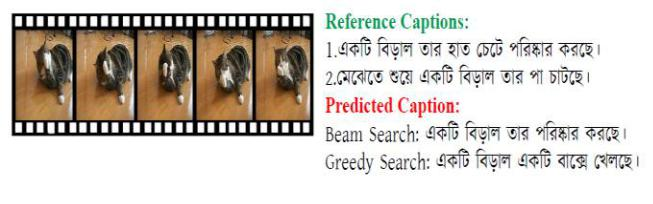 Reference Captions:
1.একটি বিড়াল তার হাত চেটে পরিষ্কার করছে।
2.মেঝেতে শুয়ে একটি বিড়াল তার পা চাটছে।
Predicted Caption:
Beam Search: একটি বিড়াল তার পরিষ্কার করছে।
Greedy Search: একটি বিড়াল একটি বাক্সে খেলছে।